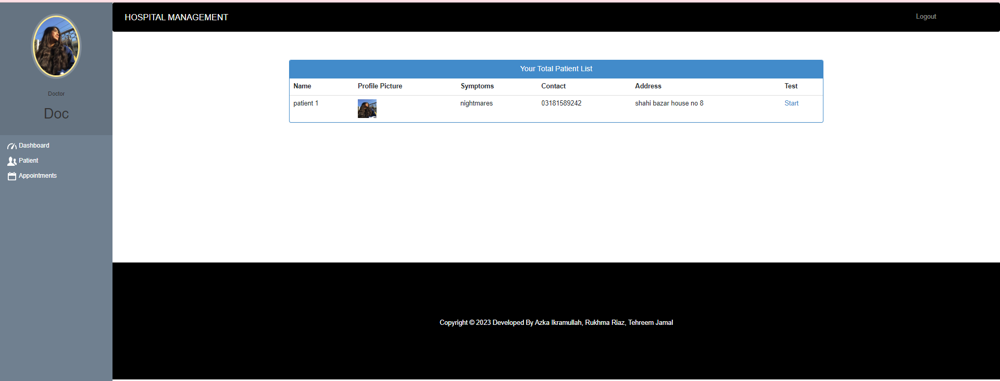 HOSPITAL MANAGEMENT
Logout
Doctor
Doc
Dashboard
Patient
Appointments
Your Total Patient List
Name Profile Picture Symptoms Contact Address Test
patient 1 nightmares 03181589242 shahi bazar house no 8 Start
Copyright © 2023 Developed By Azka Ikramullah, Rukhma Riaz, Tehreem Jamal